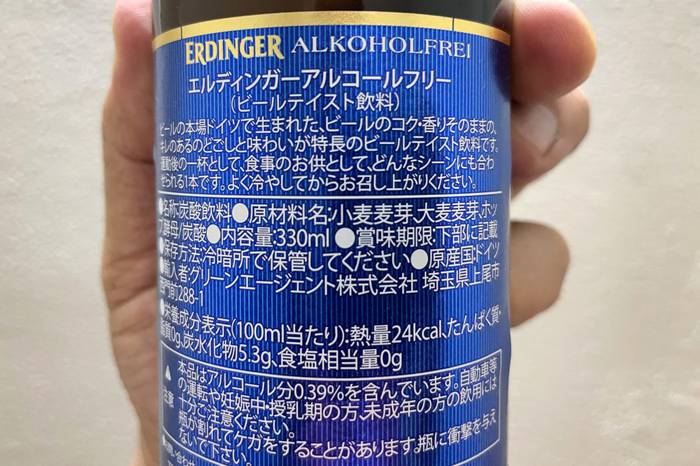 ERDINGER ALKOHOLFREI
エルディンガーアルコールフリー
(ビールテイスト飲料)
ビールの本場ドイツで生まれた、ビールのコク・香りそのままの、
キレのあるのどごしと味わいが特長のビールテイスト飲料です。
運動後の一杯として、食事のお供として、どんなシーンにも合わ
せられる1本です。よく冷やしてからお召し上がりください。
●名称:炭酸飲料●原材料名:小麦麦芽、大麦麦芽、ホッ
プ、酵母/炭酸●内容量:330ml●賞味期限:下部に記載
●保存方法:冷暗所で保管してください●原産国:ドイツ
●輸入者:グリーンエージェント株式会社 埼玉県上尾市
門前288-1
●栄養成分表示(100ml当たり):熱量24kcal、たんぱく質・
脂質0g、炭水化物5.3g、食塩相当量0g
▲ 注意
本品はアルコール分0.39%を含んでいます。自動車等
の運転や妊娠中・授乳期の方、未成年の方の飲用には
十分ご注意ください。
瓶が割れてケガをすることがあります。瓶に衝撃を与え
ないで下さい。